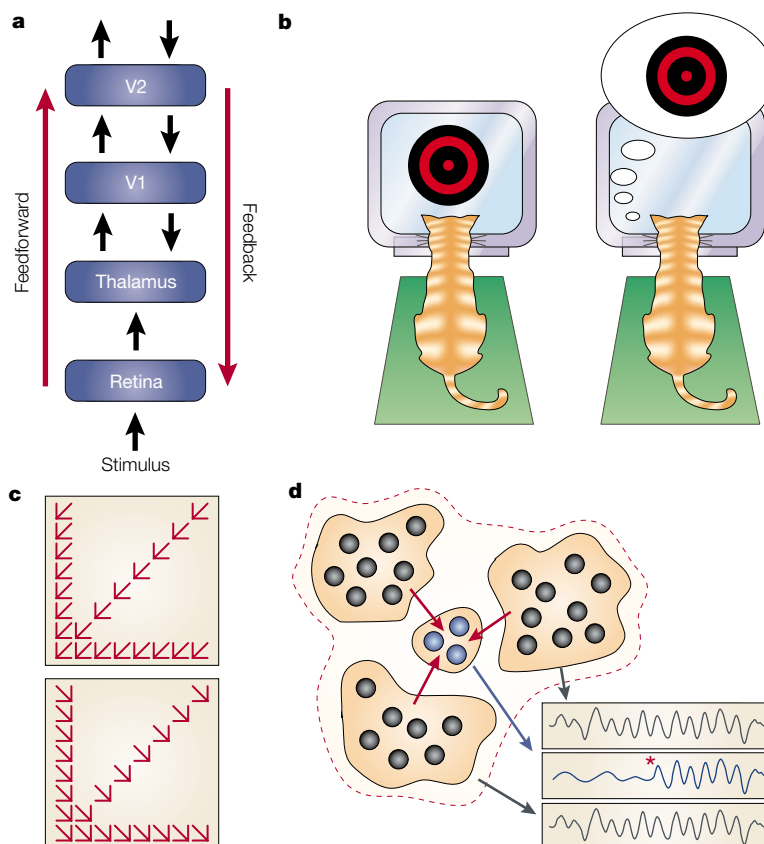 a
V2
V1
Thalamus
Retina
Stimulus
Feedforward
Feedback
b
c
d
*